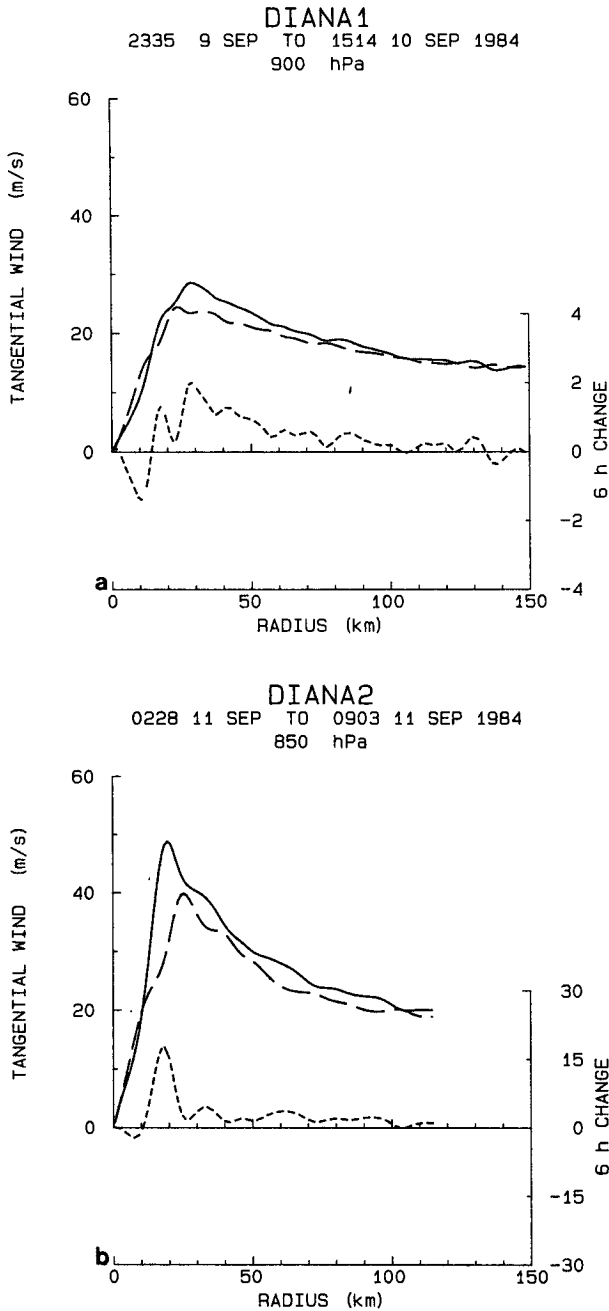 DIANA1
2335 9 SEP TO 1514 10 SEP 1984
900 hPa
60
40
20
0
TANGENTIAL WIND (m/s)
4
2
0
-2
-4
6 h CHANGE
a
0 50 100 150
RADIUS (km)
DIANA2
0228 11 SEP TO 0903 11 SEP 1984
850 hPa
60
40
20
0
TANGENTIAL WIND (m/s)
30
15
0
-15
-30
6 h CHANGE
b
0 50 100 150
RADIUS (km)